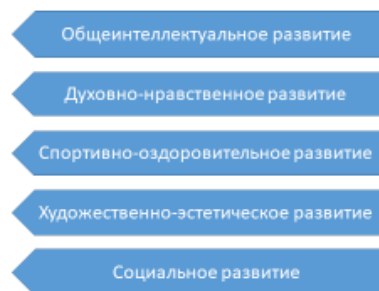 Общеинтеллектуальное развитие
Духовно-нравственное развитие
Спортивно-оздоровительное развитие
Художественно-эстетическое развитие
Социальное развитие